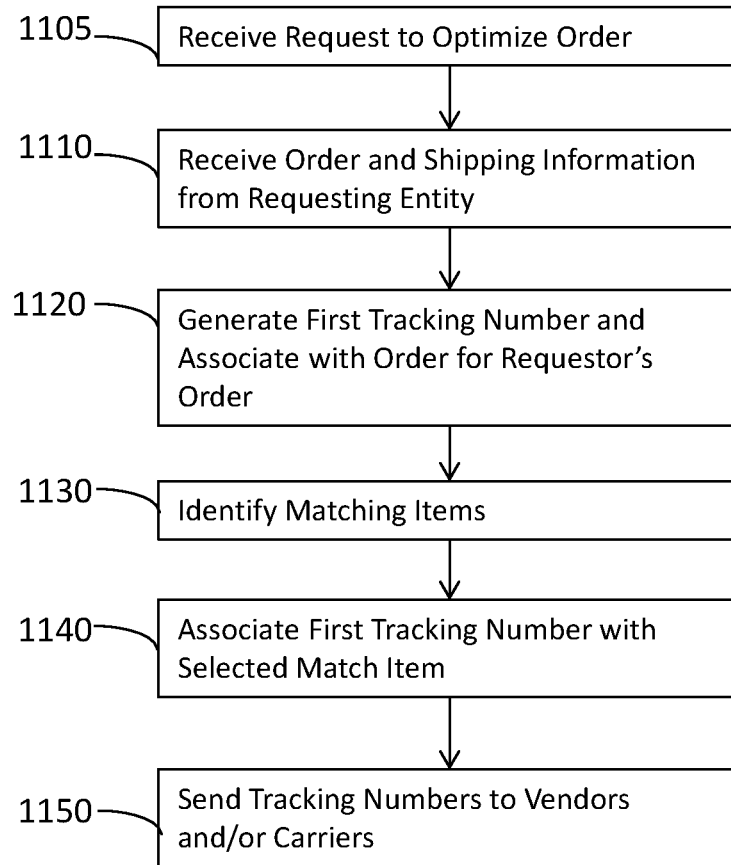 1105
Receive Request to Optimize Order
1110
Receive Order and Shipping Information
from Requesting Entity
1120
Generate First Tracking Number and
Associate with Order for Requestor’s
Order
1130
Identify Matching Items
1140
Associate First Tracking Number with
Selected Match Item
1150
Send Tracking Numbers to Vendors
and/or Carriers